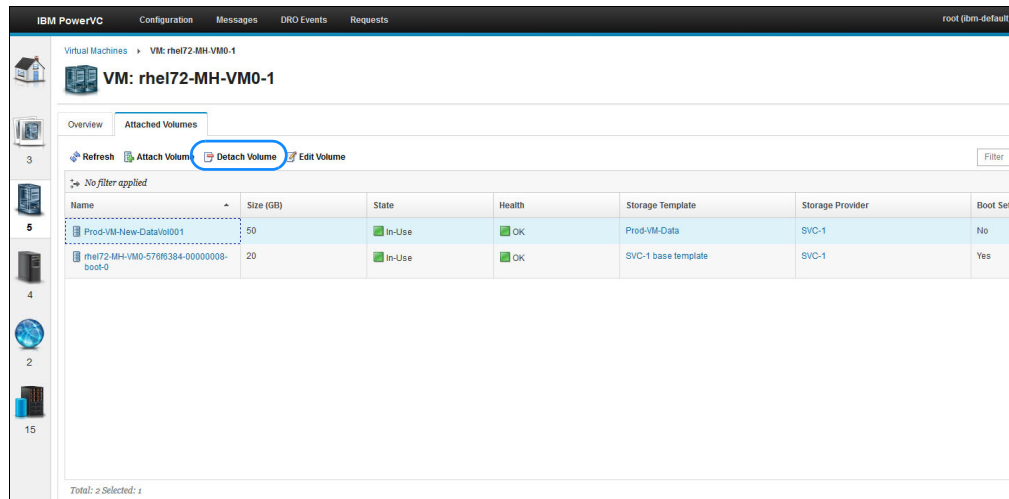 IBM PowerVC Configuration Messages DRO Events Requests root (ibm-default
Virtual Machines ▸ VM: rhel72-MH-VM0-1
VM: rhel72-MH-VM0-1
Overview Attached Volumes
Refresh Attach Volume Detach Volume Edit Volume Filter
No filter applied
Name Size (GB) State Health Storage Template Storage Provider Boot Se
Prod-VM-New-DataVol001 50 In-Use OK Prod-VM-Data SVC-1 No
rhel72-MH-VM0-576f6384-00000008- 20 In-Use OK SVC-1 base template SVC-1 Yes
boot-0
3
5
4
2
15
Total: 2 Selected: 1